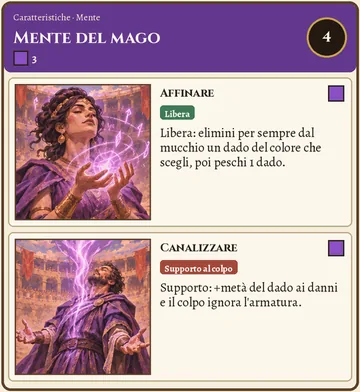 Caratteristiche · Mente
Mente del mago
4
3
Affinare
Libera
Libera: elimini per sempre dal
mucchio un dado del colore che
scegli, poi peschi 1 dado.
Canalizzare
Supporto al colpo
Supporto: +metà del dado ai danni
e il colpo ignora l'armatura.